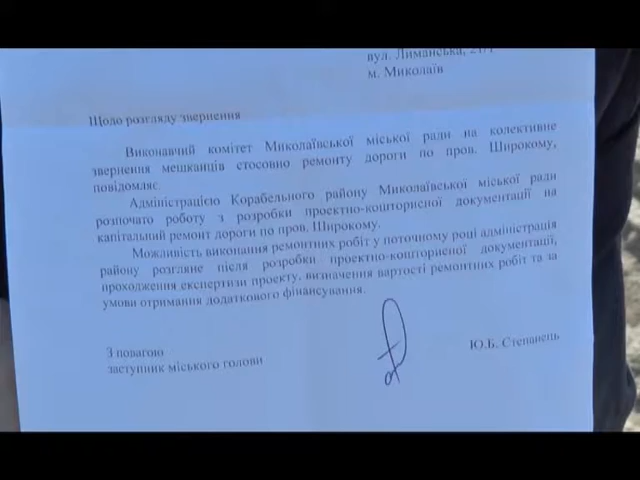 вул. Лиманська,
м. Миколаїв
Щодо розгляду звернення
Виконавчий комітет Миколаївської міської ради на колективне
звернення мешканців стосовно ремонту дороги по пров. Широкому,
повідомляє.
Адміністрацією Корабельного району Миколаївської міської ради
розпочато роботу з розробки проектно-кошторисної документації на
капітальний ремонт дороги по пров. Широкому.
Можливість виконання ремонтних робіт у поточному році адміністрація
району розгляне після розробки проектно-кошторисної документації,
проходження експертизи проекту, визначення вартості ремонтних робіт та за
умови отримання додаткового фінансування.
З повагою
заступник міського голови
Ю.Б. Степанець